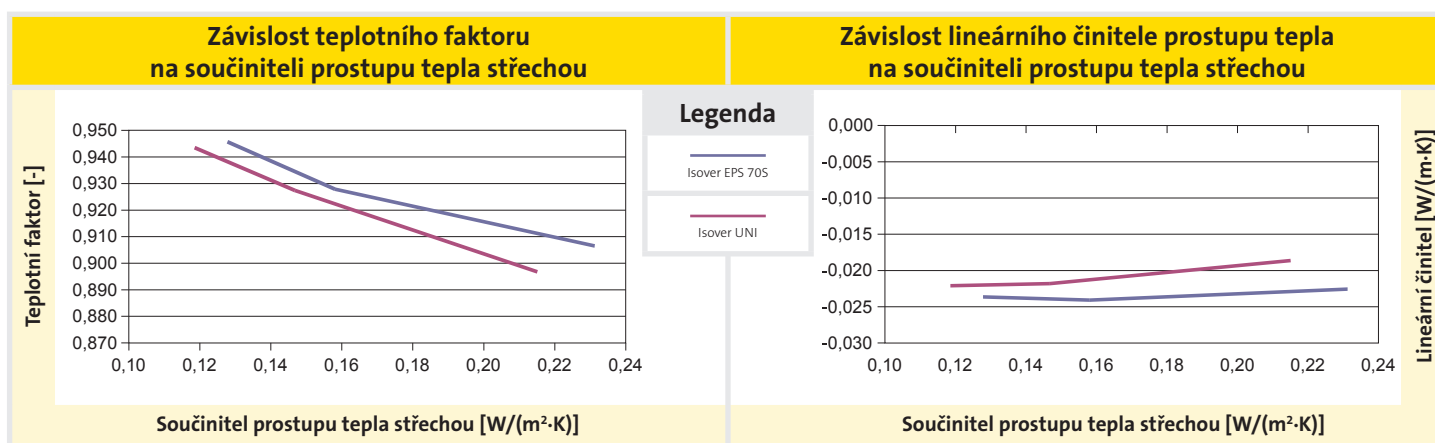 Závislost teplotního faktoru
na součiniteli prostupu tepla střechou
Závislost lineárního činitele prostupu tepla
na součiniteli prostupu tepla střechou
Teplotní faktor [-]
0,950
0,940
0,930
0,920
0,910
0,900
0,890
0,880
0,870
0,10 0,12 0,14 0,16 0,18 0,20 0,22 0,24
Součinitel prostupu tepla střechou [W/(m²·K)]
Legenda
Isover EPS 70S
Isover UNI
0,000
-0,005
-0,010
-0,015
-0,020
-0,025
-0,030
0,10 0,12 0,14 0,16 0,18 0,20 0,22 0,24
Součinitel prostupu tepla střechou [W/(m²·K)]
Lineární činitel [W/(m·K)]